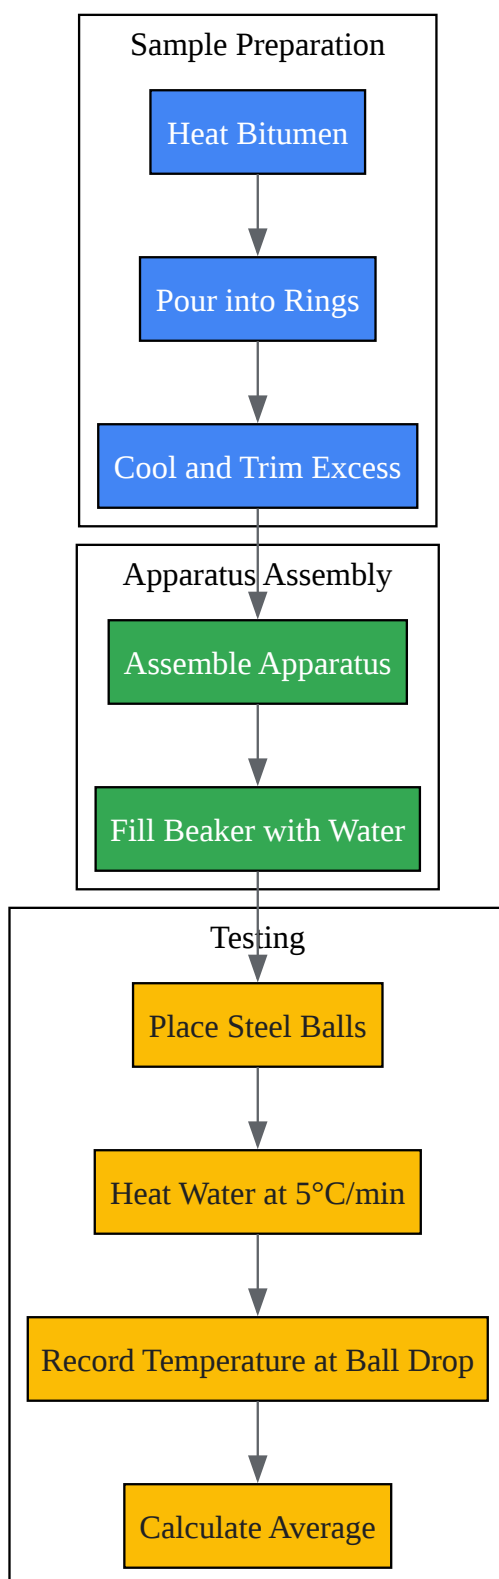 Sample Preparation
Heat Bitumen
Pour into Rings
Cool and Trim Excess
Apparatus Assembly
Assemble Apparatus
Fill Beaker with Water
Testing
Place Steel Balls
Heat Water at 5°C/min
Record Temperature at Ball Drop
Calculate Average